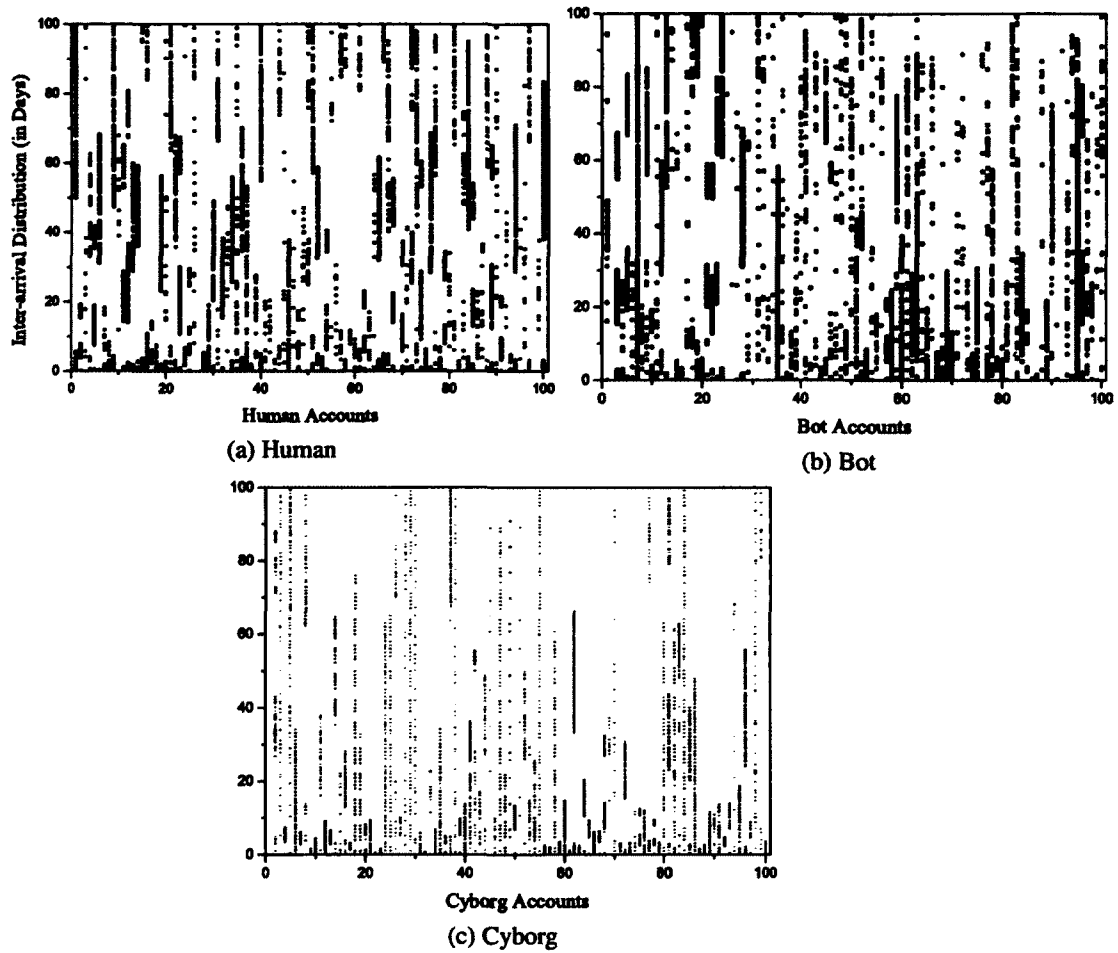 100
80
60
40
20
0
Inter-arrival Distribution (in Days)
0 20 40 60 80 100
Human Accounts
(a) Human
100
80
60
40
20
0
0 20 40 60 80 100
Bot Accounts
(b) Bot
100
80
60
40
20
0
0 20 40 60 80 100
Cyborg Accounts
(c) Cyborg